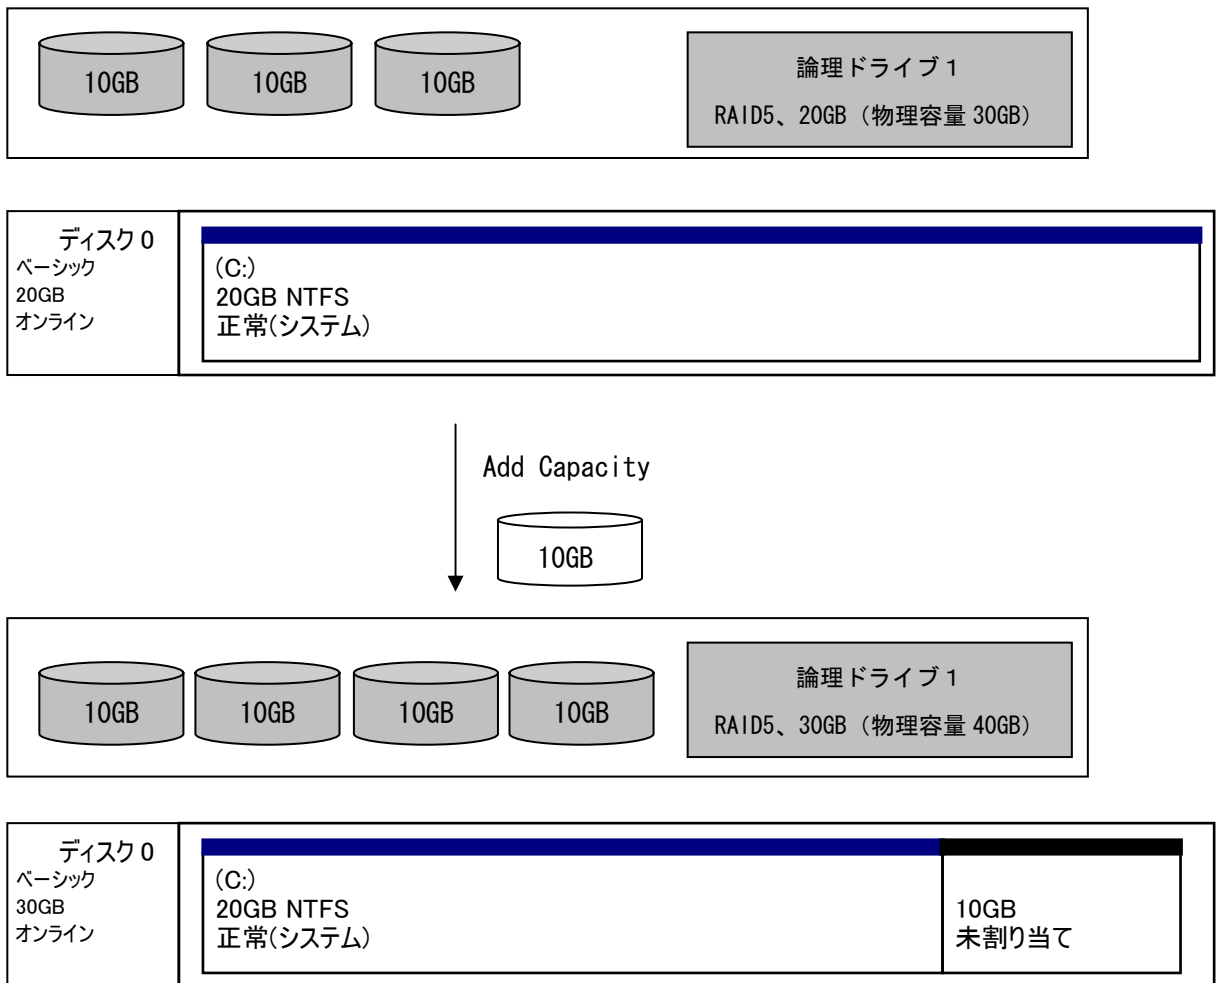 10GB
10GB
10GB
論理ドライブ1
RAID5、20GB(物理容量 30GB)
ディスク 0
ベーシック
20GB
オンライン
(C:)
20GB NTFS
正常(システム)
Add Capacity
10GB
10GB
10GB
10GB
10GB
論理ドライブ1
RAID5、30GB(物理容量 40GB)
ディスク 0
ベーシック
30GB
オンライン
(C:)
20GB NTFS
正常(システム)
10GB
未割り当て